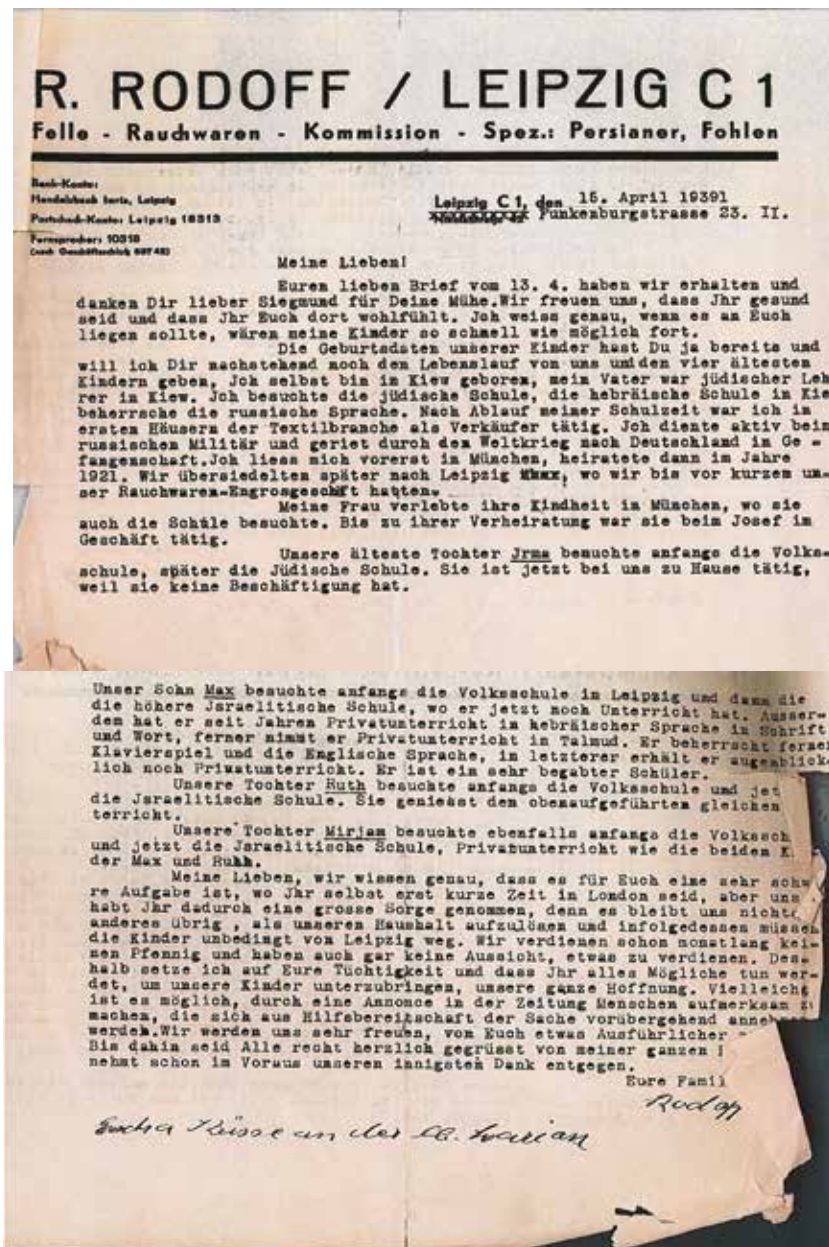 R. RODOFF / LEIPZIG C 1
Felle - Rauchwaren - Kommission - Spez.: Persianer, Fohlen
Bank-Konto:
Handelsbank Leipzig
Postscheck-Konto: Leipzig 18313
Fernsprecher: 10318
Leipzig C 1, den 15. April 19391
Funkenburgstrasse 23. II.
Meine Lieben!
Euren lieben Brief vom 13. 4. haben wir erhalten und
danken Dir lieber Siegmund für Deine Mühe.Wir freuen uns, dass Jhr gesund
seid und dass Jhr Euch dort wohlfühlt. Jch weiss genau, wenn es an Euch
liegen sollte, wären meine Kinder so schnell wie möglich fort.
Die Geburtsdaten unserer Kinder hast Du ja bereits und
will ich Dir nachstehend noch den Lebenslauf von uns und den vier ältesten
Kindern geben, Jch selbst bin in Kiew geboren, mein Vater war jüdischer Leh
rer in Kiew. Jch besuchte die jüdische Schule, die hebräische Schule in Kie
beherrsche die russische Sprache. Nach Ablauf meiner Schulzeit war ich in
ersten Häusern der Textilbranche als Verkäufer tätig. Jch diente aktiv beim
russischen Militär und geriet durch den Weltkrieg nach Deutschland in Ge -
fangenschaft.Jch liess mich vorerst in München, heiratete dann im Jahre
1921. Wir übersiedelten später nach Leipzig, wo wir bis vor kurzem un-
ser Rauchwaren-Engrosgeschäft hatten.
Meine Frau verlebte ihre Kindheit in München, wo sie
auch die Schule besuchte. Bis zu ihrer Verheiratung war sie beim Josef im
Geschäft tätig.
Unsere älteste Tochter Jrma besuchte anfangs die Volks-
schule, später die Jüdische Schule. Sie ist jetzt bei uns zu Hause tätig,
weil sie keine Beschäftigung hat.
Unser Sohn Max besuchte anfangs die Volksschule in Leipzig und dann die
die höhere Jsraelitische Schule, wo er jetzt noch Unterricht hat. Ausser-
dem hat er seit Jahren Privatunterricht in hebräischer Sprache in Schrift
und Wort, ferner nimmt er Privatunterricht in Talmud. Er beherrscht ferner
Klavierspiel und die Englische Sprache, in letzterer erhält er augenblick-
lich noch Privatunterricht. Er ist ein sehr begabter Schüler.
Unsere Tochter Ruth besuchte anfangs die Volksschule und jet
die Jsraelitische Schule. Sie geniesst den obenaufgeführten gleichen
terricht.
Unsere Tochter Mirjam besuchte ebenfalls anfangs die Volkssch
und jetzt die Jsraelitische Schule, Privatunterricht wie die beiden K
der Max und Ruth.
Meine Lieben, wir wissen genau, dass es für Euch eine sehr schw
re Aufgabe ist, wo Jhr selbst erst kurze Zeit in London seid, aber uns
habt Jhr dadurch eine grosse Sorge genommen, denn es bleibt uns nichts
anderes übrig , als unseren Haushalt aufzulösen und infolgedessen müssen
die Kinder unbedingt von Leipzig weg. Wir verdienen schon monatlang kei-
nen Pfennig und haben auch gar keine Aussicht, etwas zu verdienen. Des-
halb setze ich auf Eure Tüchtigkeit und dass Jhr alles Mögliche tun wer-
det, um unsere Kinder unterzubringen, unsere ganze Hoffnung. Vielleicht
ist es möglich, durch eine Annonce in der Zeitung Menschen aufmerksam z
machen, die sich aus Hilfsbereitschaft der Sache vorübergehend annehmen
werden.Wir werden uns sehr freuen, von Euch etwas Ausführlicher
Bis dahin seid Alle recht herzlich gegrüsst von meiner ganzen
nehmt schon im Voraus unseren innigsten Dank entgegen.
Eure Famil
Rodoff
Küsse an der lb. Marian